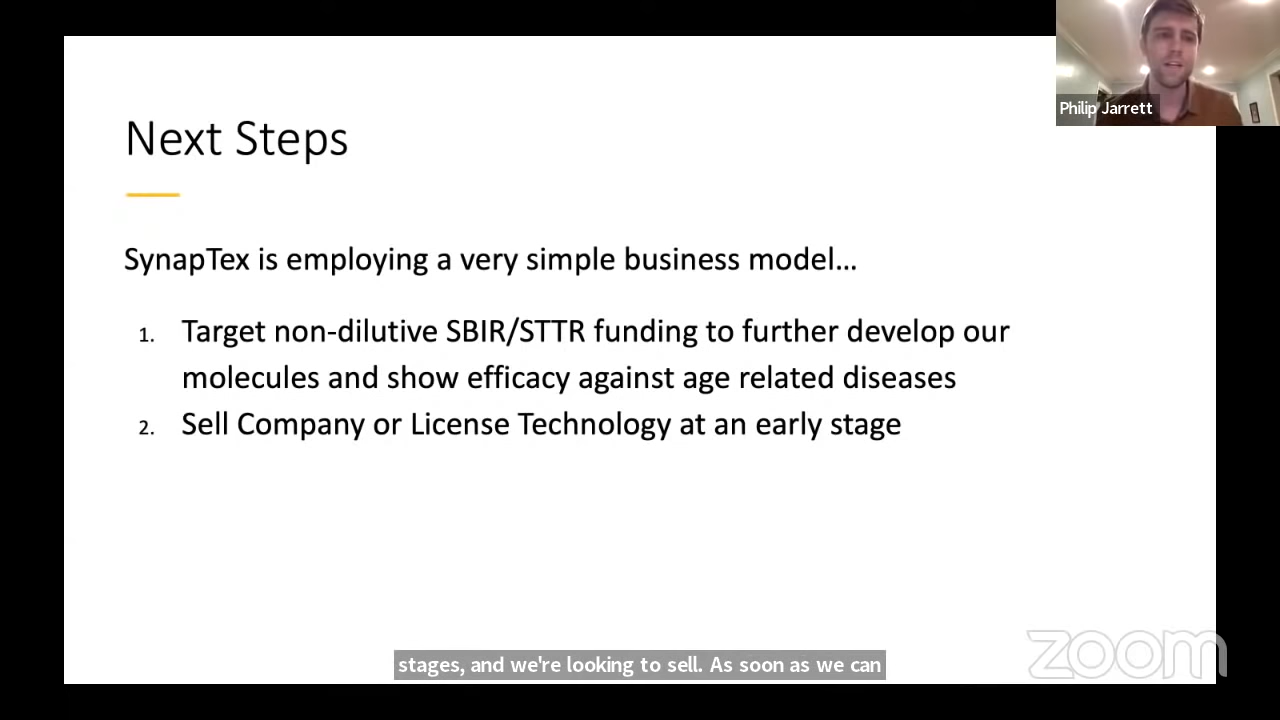 Philip Jarrett
Next Steps
SynapTex is employing a very simple business model...
1. Target non-dilutive SBIR/STTR funding to further develop our
molecules and show efficacy against age related diseases
2. Sell Company or License Technology at an early stage
stages, and we're looking to sell. As soon as we can
zoom